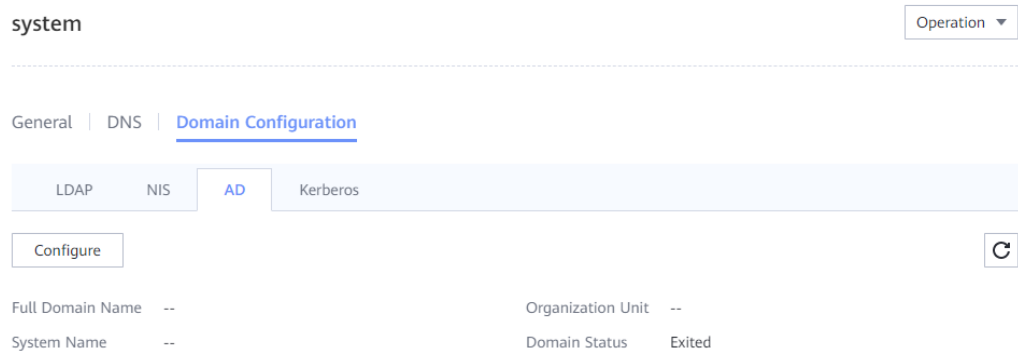 system
Operation
General DNS Domain Configuration
LDAP NIS AD Kerberos
Configure
Full Domain Name -- Organization Unit --
System Name -- Domain Status Exited